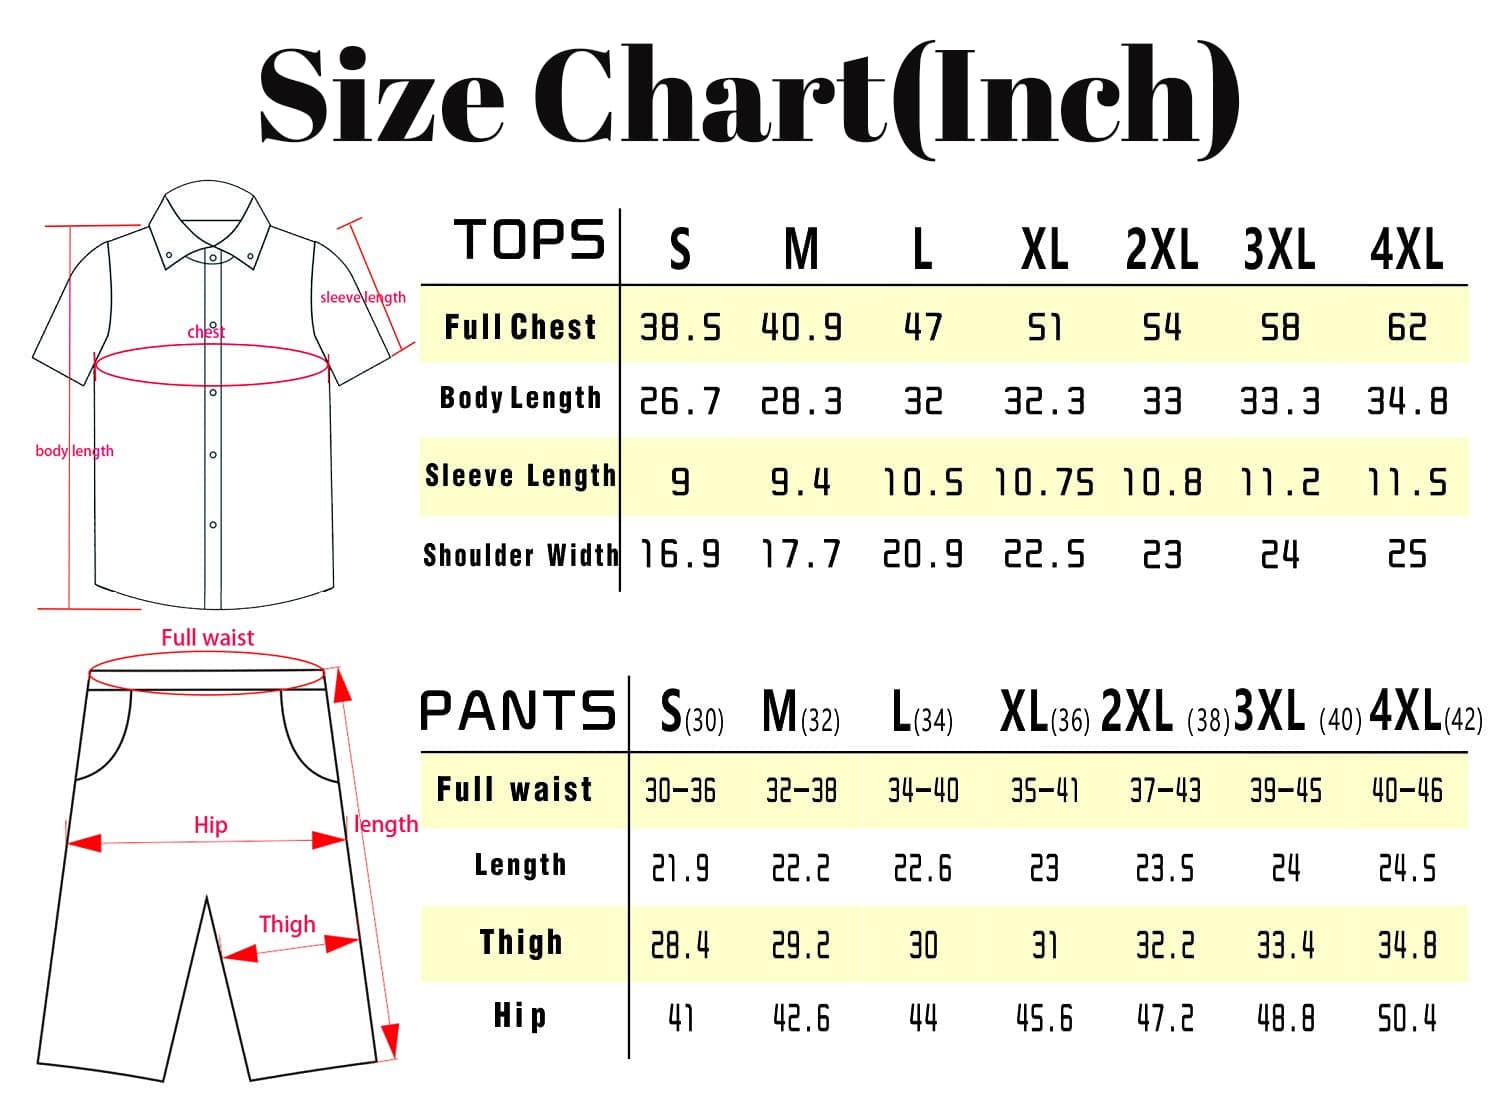 Size Chart(Inch)
TOPS S M L XL 2XL 3XL 4XL
Full Chest 38.5 40.9 47 51 54 58 62
Body Length 26.7 28.3 32 32.3 33 33.3 34.8
Sleeve Length 9 9.4 10.5 10.75 10.8 11.2 11.5
Shoulder Width 16.9 17.7 20.9 22.5 23 24 25
sleeve length
chest
body length
Full waist
Hip
length
Thigh
PANTS S(30) M(32) L(34) XL(36) 2XL (38) 3XL (40) 4XL(42)
Full waist 30-36 32-38 34-40 35-41 37-43 39-45 40-46
Length 21.9 22.2 22.6 23 23.5 24 24.5
Thigh 28.4 29.2 30 31 32.2 33.4 34.8
Hip 41 42.6 44 45.6 47.2 48.8 50.4